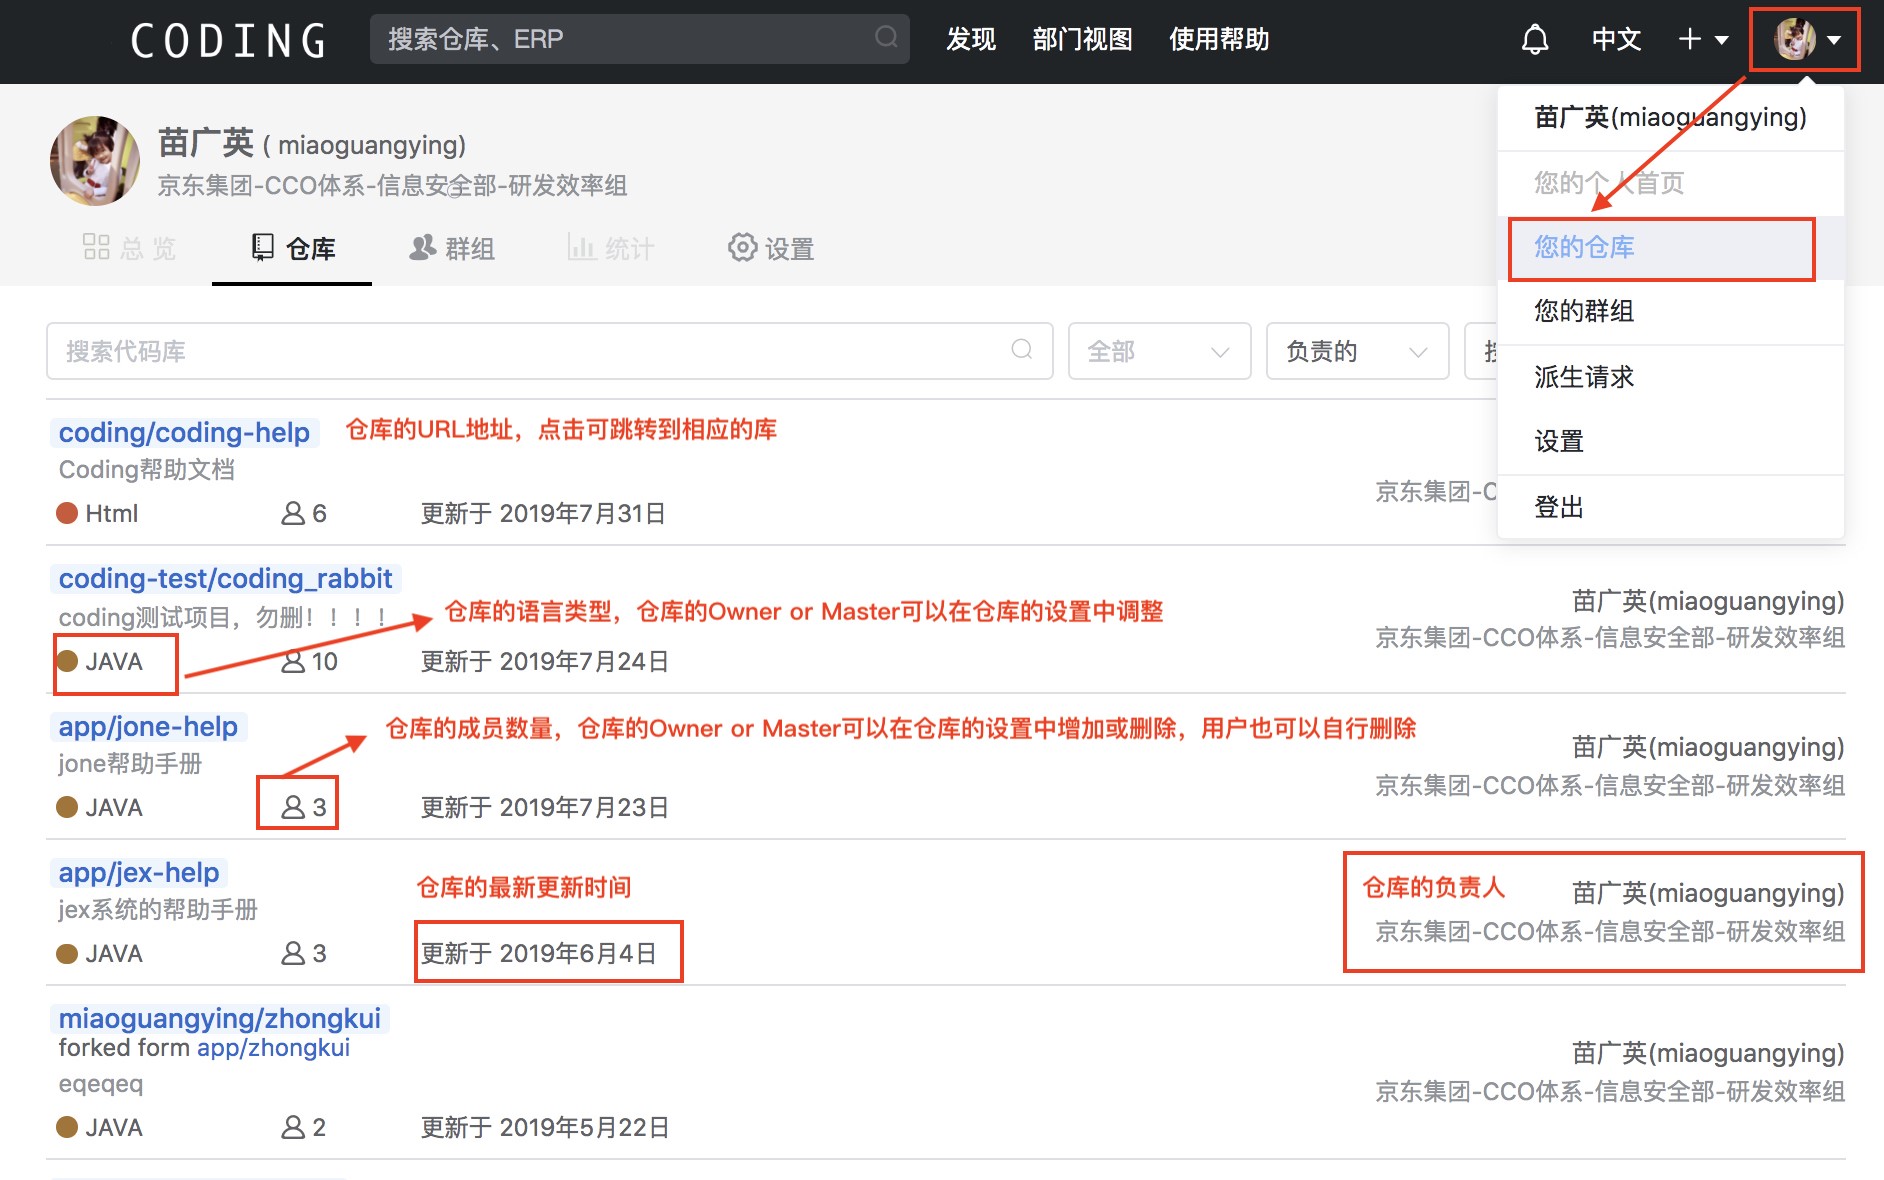 CODING 搜索仓库、ERP 发现 部门视图 使用帮助 中文
苗广英 ( miaoguangying)
京东集团-CCO体系-信息安全部-研发效率组
总 览 仓库 群组 统计 设置
苗广英(miaoguangying)
您的个人首页
您的仓库
您的群组
派生请求
设置
登出
搜索代码库 全部 负责的
coding/coding-help 仓库的URL地址，点击可跳转到相应的库
Coding帮助文档
京东集团-C
Html 6 更新于 2019年7月31日
coding-test/coding_rabbit
苗广英(miaoguangying)
coding测试项目，勿删！！！！ 仓库的语言类型，仓库的Owner or Master可以在仓库的设置中调整
京东集团-CCO体系-信息安全部-研发效率组
JAVA 10 更新于 2019年7月24日
app/jone-help 仓库的成员数量，仓库的Owner or Master可以在仓库的设置中增加或删除，用户也可以自行删除
苗广英(miaoguangying)
jone帮助手册
京东集团-CCO体系-信息安全部-研发效率组
JAVA 3 更新于 2019年7月23日
app/jex-help 仓库的最新更新时间 仓库的负责人 苗广英(miaoguangying)
jex系统的帮助手册
京东集团-CCO体系-信息安全部-研发效率组
JAVA 3 更新于 2019年6月4日
miaoguangying/zhongkui
forked form app/zhongkui 苗广英(miaoguangying)
eqeqeq 京东集团-CCO体系-信息安全部-研发效率组
JAVA 2 更新于 2019年5月22日